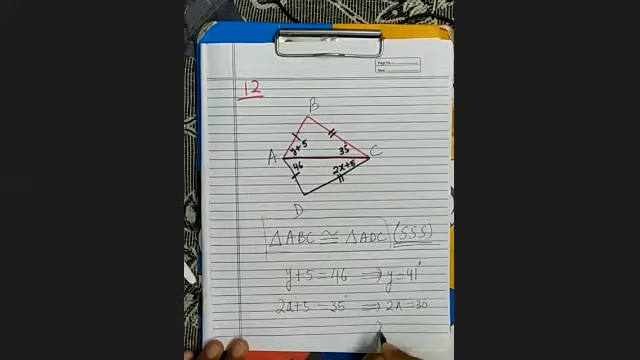 12
B
y+5
35°
A
C
46
2x+5
D
△ABC ≅ △ADC (SSS)
y+5 = 46 ⟹ y = 41°
2x+5 = 35° ⟹ 2x = 30